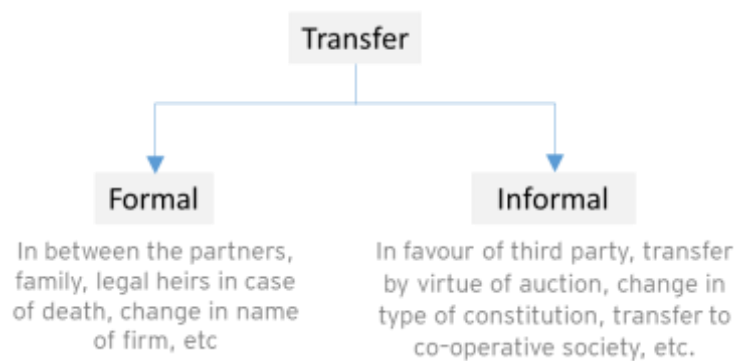 Transfer
Formal
In between the partners,
family, legal heirs in case
of death, change in name
of firm, etc
Informal
In favour of third party, transfer
by virtue of auction, change in
type of constitution, transfer to
co-operative society, etc.